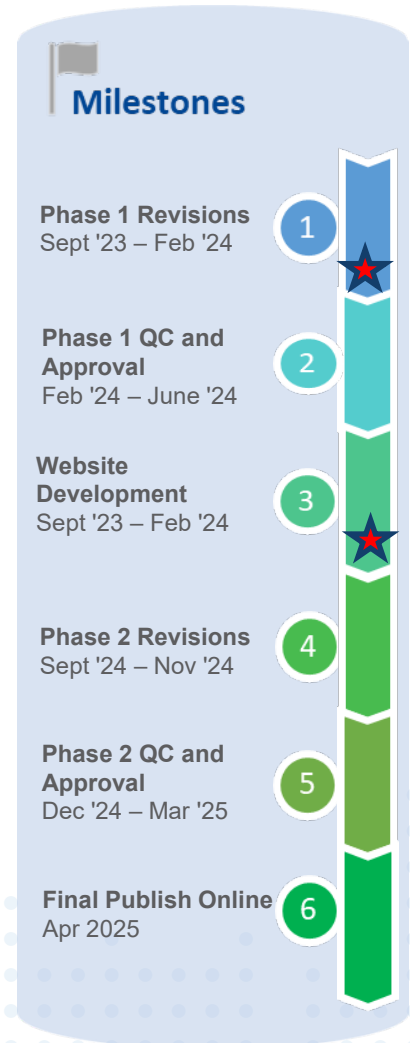 Milestones
Phase 1 Revisions
Sept '23 – Feb '24
1
Phase 1 QC and
Approval
Feb '24 – June '24
2
Website
Development
Sept '23 – Feb '24
3
Phase 2 Revisions
Sept '24 – Nov '24
4
Phase 2 QC and
Approval
Dec '24 – Mar '25
5
Final Publish Online
Apr 2025
6